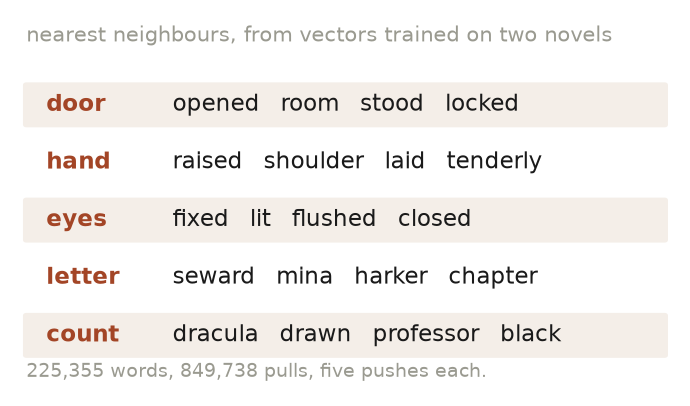 nearest neighbours, from vectors trained on two novels
door opened room stood locked
hand raised shoulder laid tenderly
eyes fixed lit flushed closed
letter seward mina harker chapter
count dracula drawn professor black
225,355 words, 849,738 pulls, five pushes each.